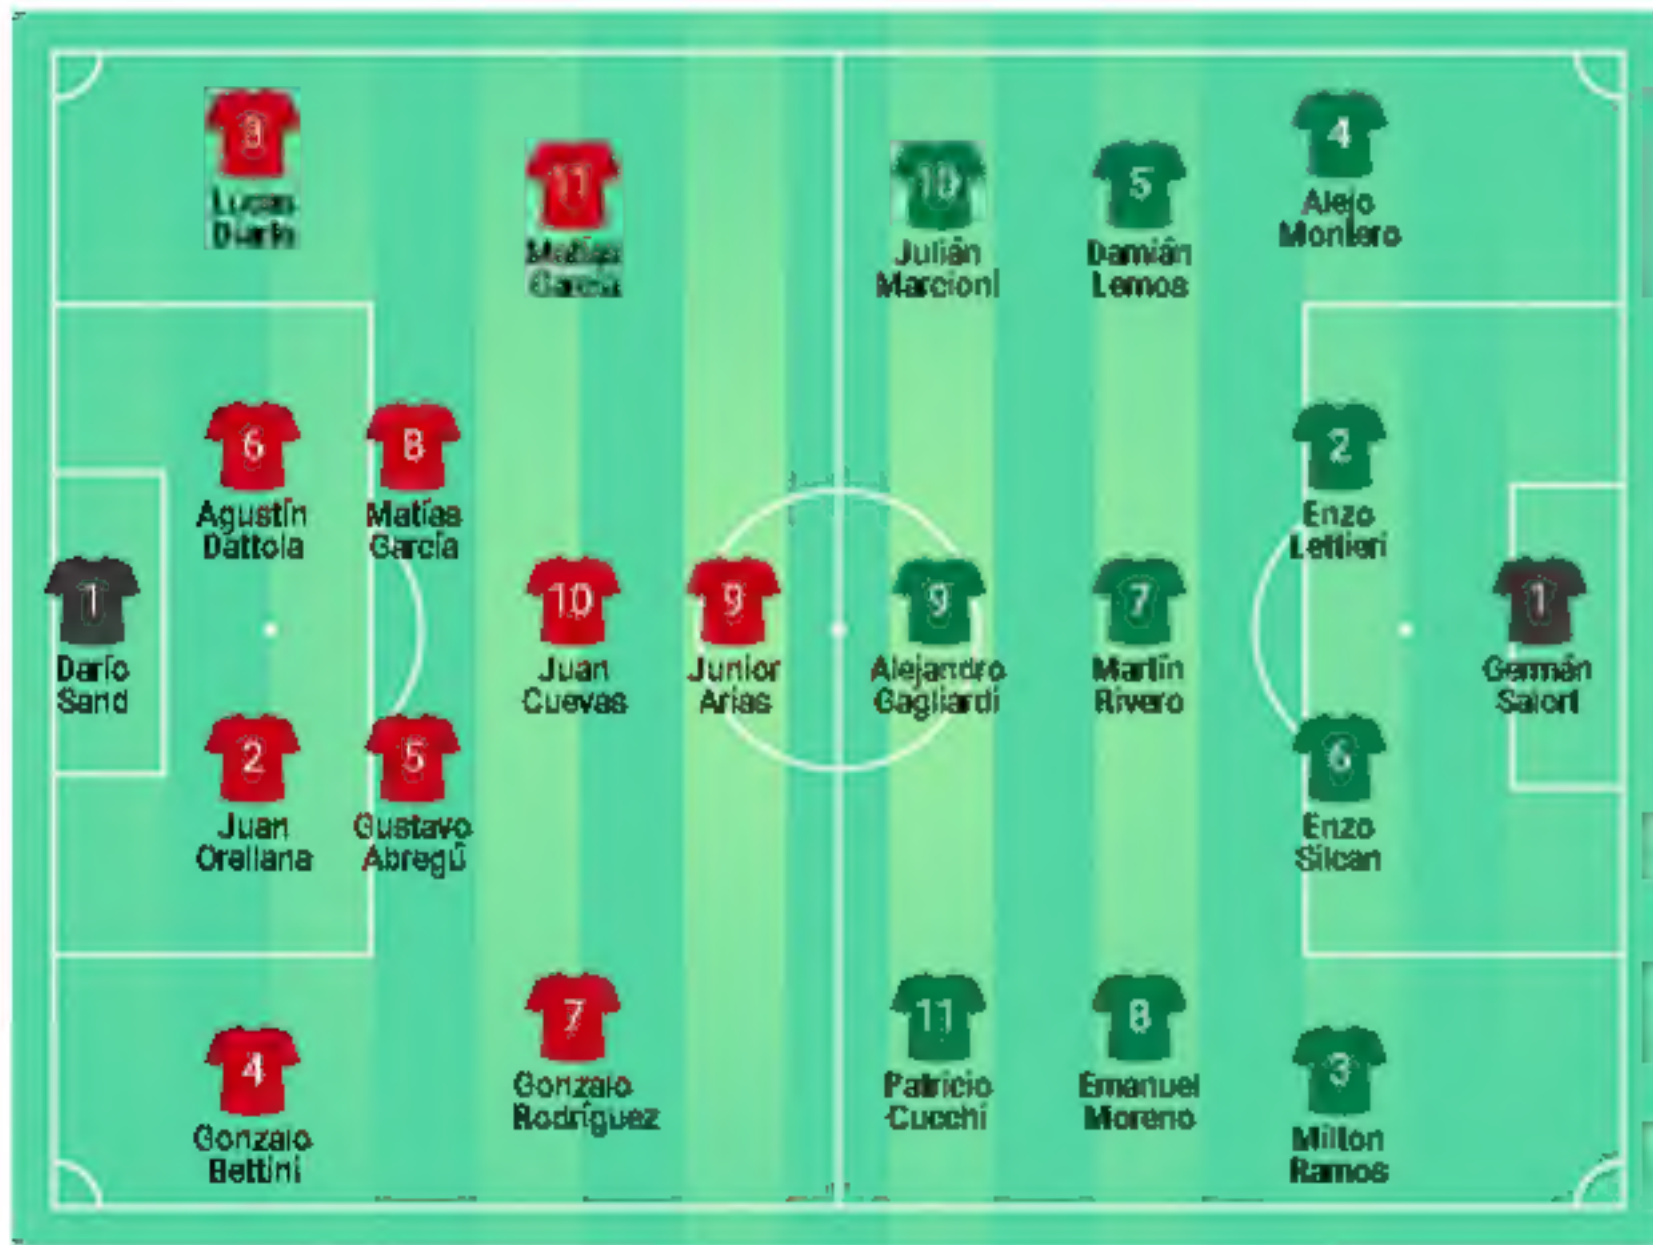 3
Lucas
Diarte
11
Matías
García
10
Julián
Marcioni
5
Damián
Lemos
4
Alejo
Montero
6
Agustín
Dattola
8
Matías
García
2
Enzo
Lettieri
1
Darío
Sand
10
Juan
Cuevas
9
Junior
Arias
9
Alejandro
Gagliardi
7
Martín
Rivero
1
Germán
Salort
2
Juan
Orellana
5
Gustavo
Abregú
6
Enzo
Silcan
4
Gonzalo
Bettini
7
Gonzalo
Rodríguez
11
Patricio
Cucchi
8
Emanuel
Moreno
3
Milton
Ramos